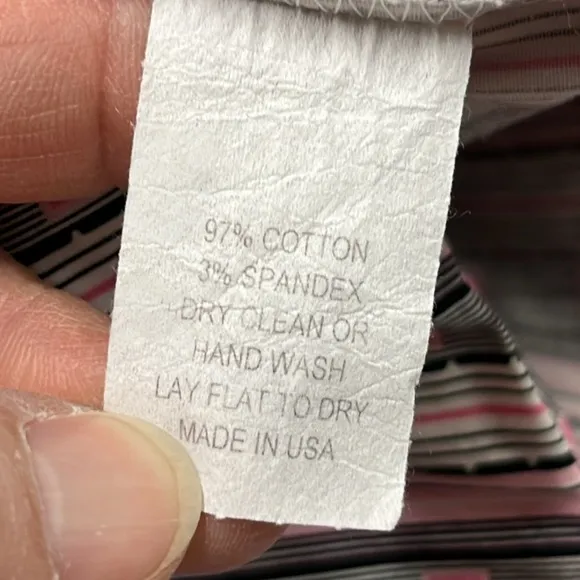 97% COTTON
3% SPANDEX
DRY CLEAN OR
HAND WASH
LAY FLAT TO DRY
MADE IN USA